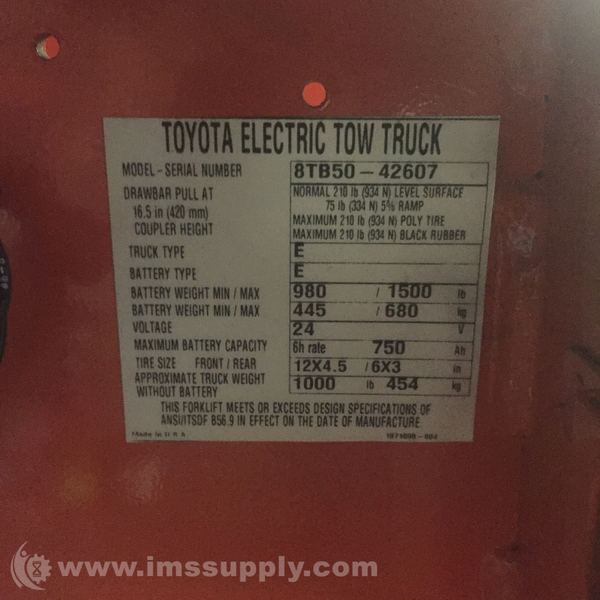 TOYOTA ELECTRIC TOW TRUCK
MODEL - SERIAL NUMBER 8TB50 - 42607
DRAWBAR PULL AT NORMAL 210 lb (934 N) LEVEL SURFACE
16.5 in (420 mm) 75 lb (334 N) 5% RAMP
COUPLER HEIGHT MAXIMUM 210 lb (934 N) POLY TIRE
MAXIMUM 210 lb (934 N) BLACK RUBBER
TRUCK TYPE E
BATTERY TYPE E
BATTERY WEIGHT MIN / MAX 980 / 1500 lb
BATTERY WEIGHT MIN / MAX 445 / 680 kg
VOLTAGE 24 V
MAXIMUM BATTERY CAPACITY 6h rate 750 Ah
TIRE SIZE FRONT / REAR 12X4.5 / 6X3 in
APPROXIMATE TRUCK WEIGHT 1000 lb 454 kg
WITHOUT BATTERY
THIS FORKLIFT MEETS OR EXCEEDS DESIGN SPECIFICATIONS OF
ANSI/ITSDF B56.9 IN EFFECT ON THE DATE OF MANUFACTURE.
Made In U S A
www.imssupply.com